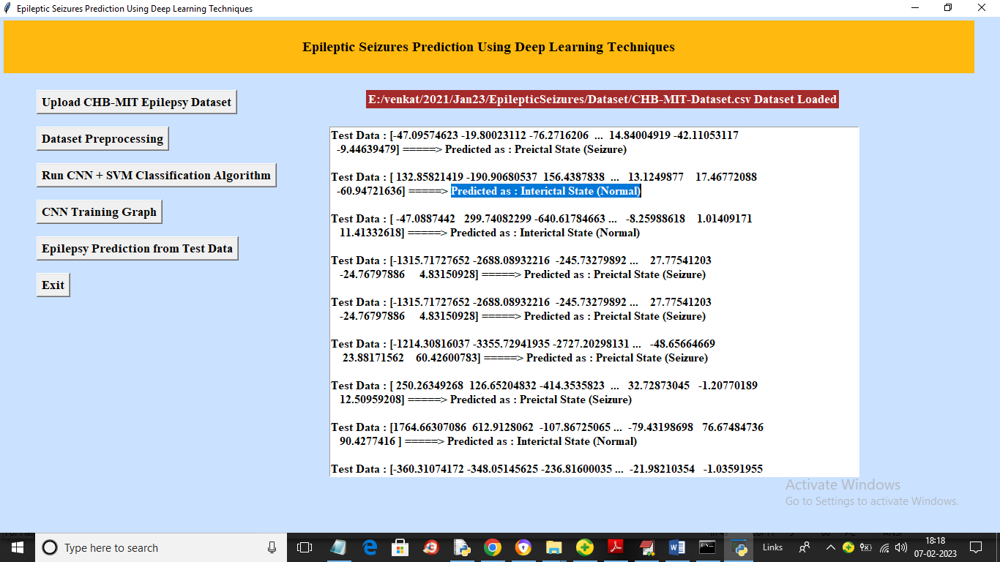 Epileptic Seizures Prediction Using Deep Learning Techniques
Epileptic Seizures Prediction Using Deep Learning Techniques
Upload CHB-MIT Epilepsy Dataset
E:/venkat/2021/Jan23/EpilepticSeizures/Dataset/CHB-MIT-Dataset.csv Dataset Loaded
Dataset Preprocessing
Run CNN + SVM Classification Algorithm
CNN Training Graph
Epilepsy Prediction from Test Data
Exit
Test Data : [-47.09574623 -19.80023112 -76.2716206 ... 14.84004919 -42.11053117
-9.44639479] =====> Predicted as : Preictal State (Seizure)
Test Data : [ 132.85821419 -190.90680537 156.4387838 ... 13.1249877 17.46772088
-60.94721636] =====> Predicted as : Interictal State (Normal)
Test Data : [ -47.0887442 299.74082299 -640.61784663 ... -8.25988618 1.01409171
11.41332618] =====> Predicted as : Interictal State (Normal)
Test Data : [-1315.71727652 -2688.08932216 -245.73279892 ... 27.77541203
-24.76797886 4.83150928] =====> Predicted as : Preictal State (Seizure)
Test Data : [-1315.71727652 -2688.08932216 -245.73279892 ... 27.77541203
-24.76797886 4.83150928] =====> Predicted as : Preictal State (Seizure)
Test Data : [-1214.30816037 -3355.72941935 -2727.20298131 ... -48.65664669
23.88171562 60.42600783] =====> Predicted as : Preictal State (Seizure)
Test Data : [ 250.26349268 126.65204832 -414.3535823 ... 32.72873045 -1.20770189
12.50959208] =====> Predicted as : Preictal State (Seizure)
Test Data : [1764.66307086 612.9128062 -107.86725065 ... -79.43198698 76.67484736
90.4277416 ] =====> Predicted as : Interictal State (Normal)
Test Data : [-360.31074172 -348.05145625 -236.81600035 ... -21.98210354 -1.03591955
Activate Windows
Go to Settings to activate Windows.
Type here to search
Links
18:18
07-02-2023